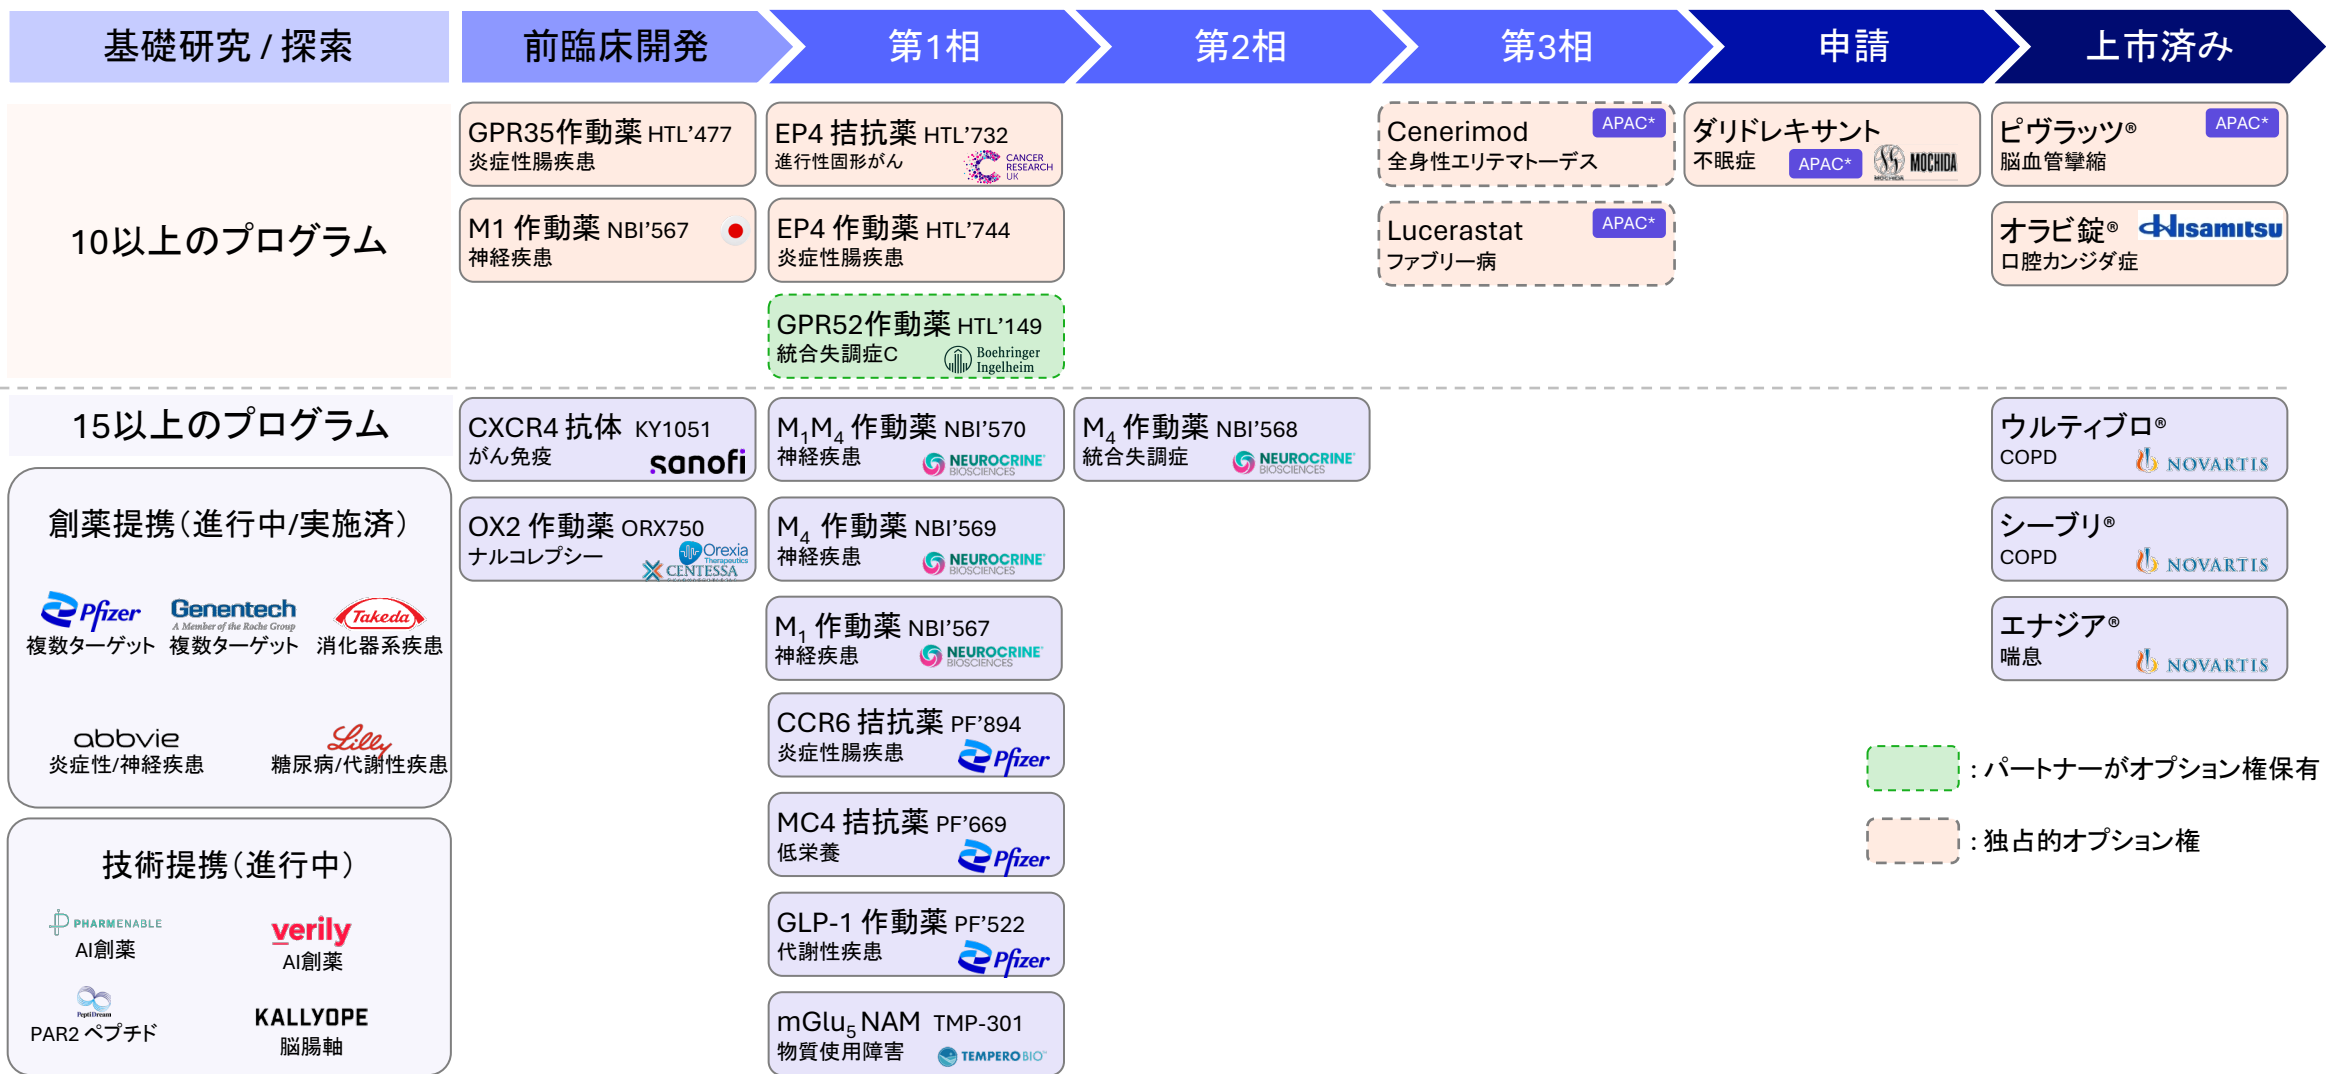 基礎研究 / 探索
前臨床開発
第1相
第2相
第3相
申請
上市済み
10以上のプログラム
GPR35作動薬 HTL’477
炎症性腸疾患
M1 作動薬 NBI’567
神経疾患
EP4 拮抗薬 HTL’732
進行性固形がん
CANCER
RESEARCH
UK
EP4 作動薬 HTL’744
炎症性腸疾患
GPR52作動薬 HTL’149
統合失調症C
Boehringer
Ingelheim
Cenerimod
APAC*
全身性エリテマトーデス
Lucerastat
APAC*
ファブリー病
ダリドレキサント
不眠症
APAC*
MOCHIDA
MOCHIDA
ピヴラッツ®
APAC*
脳血管攣縮
オラビ錠®
Hisamitsu
口腔カンジダ症
15以上のプログラム
創薬提携（進行中/実施済）
Pfizer
複数ターゲット
Genentech
A Member of the Roche Group
複数ターゲット
Takeda
消化器系疾患
abbvie
炎症性/神経疾患
Lilly
糖尿病/代謝性疾患
技術提携（進行中）
PHARMENABLE
AI創薬
verily
AI創薬
PeptiDream
PAR2 ペプチド
KALLYOPE
脳腸軸
CXCR4 抗体 KY1051
がん免疫
sanofi
OX2 作動薬 ORX750
ナルコレプシー
Orexia
Therapeutics
CENTESSA
M₁M₄ 作動薬 NBI’570
神経疾患
NEUROCRINE®
BIOSCIENCES
M₄ 作動薬 NBI’569
神経疾患
NEUROCRINE®
BIOSCIENCES
M₁ 作動薬 NBI’567
神経疾患
NEUROCRINE®
BIOSCIENCES
CCR6 拮抗薬 PF’894
炎症性腸疾患
Pfizer
MC4 拮抗薬 PF’669
低栄養
Pfizer
GLP-1 作動薬 PF’522
代謝性疾患
Pfizer
mGlu₅ NAM TMP-301
物質使用障害
TEMPERO BIO™
M₄ 作動薬 NBI’568
統合失調症
NEUROCRINE®
BIOSCIENCES
ウルティブロ®
COPD
NOVARTIS
シーブリ®
COPD
NOVARTIS
エナジア®
喘息
NOVARTIS
: パートナーがオプション権保有
: 独占的オプション権